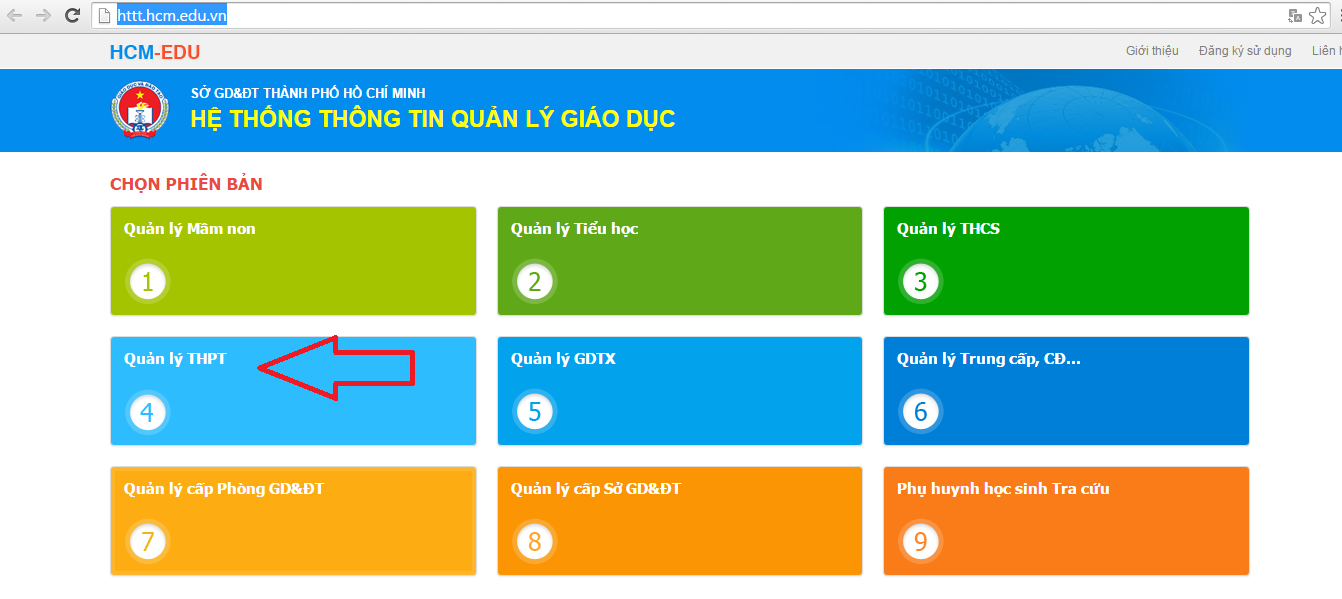 httt.hcm.edu.vn
HCM-EDU
Giới thiệu Đăng ký sử dụng Liên h
SỞ GD&ĐT THÀNH PHỐ HỒ CHÍ MINH
HỆ THỐNG THÔNG TIN QUẢN LÝ GIÁO DỤC
CHỌN PHIÊN BẢN
Quản lý Mầm non
1
Quản lý Tiểu học
2
Quản lý THCS
3
Quản lý THPT
4
Quản lý GDTX
5
Quản lý Trung cấp, CĐ...
6
Quản lý cấp Phòng GD&ĐT
7
Quản lý cấp Sở GD&ĐT
8
Phụ huynh học sinh Tra cứu
9